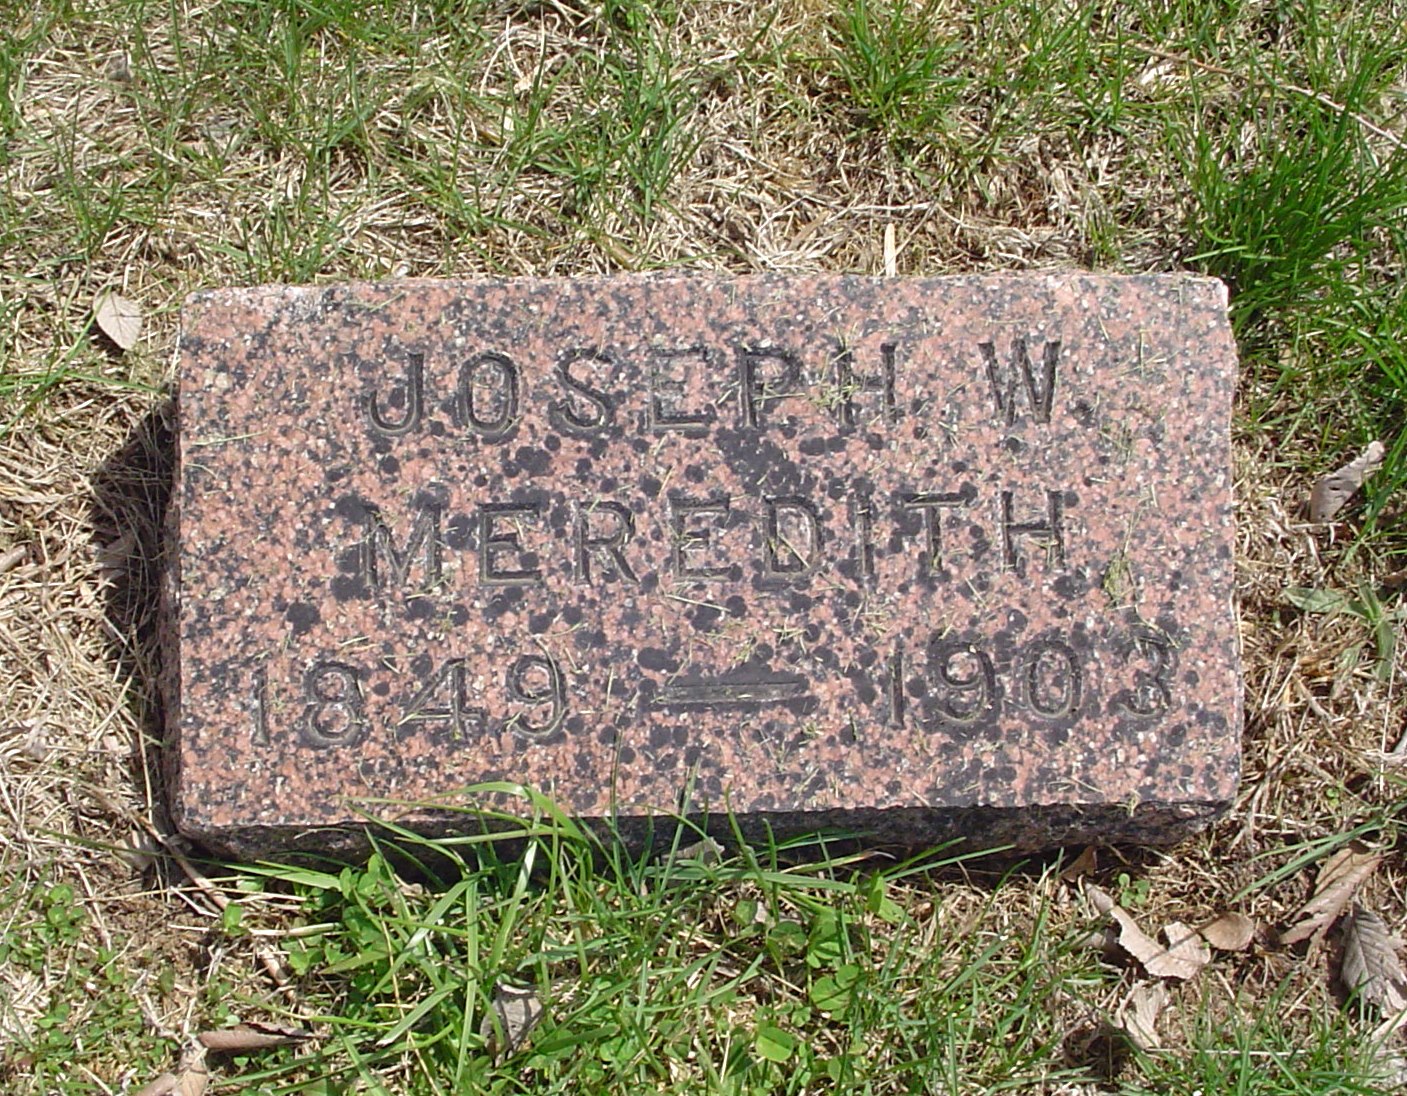 JOSEPH W.
MEREDITH
1849 — 1903